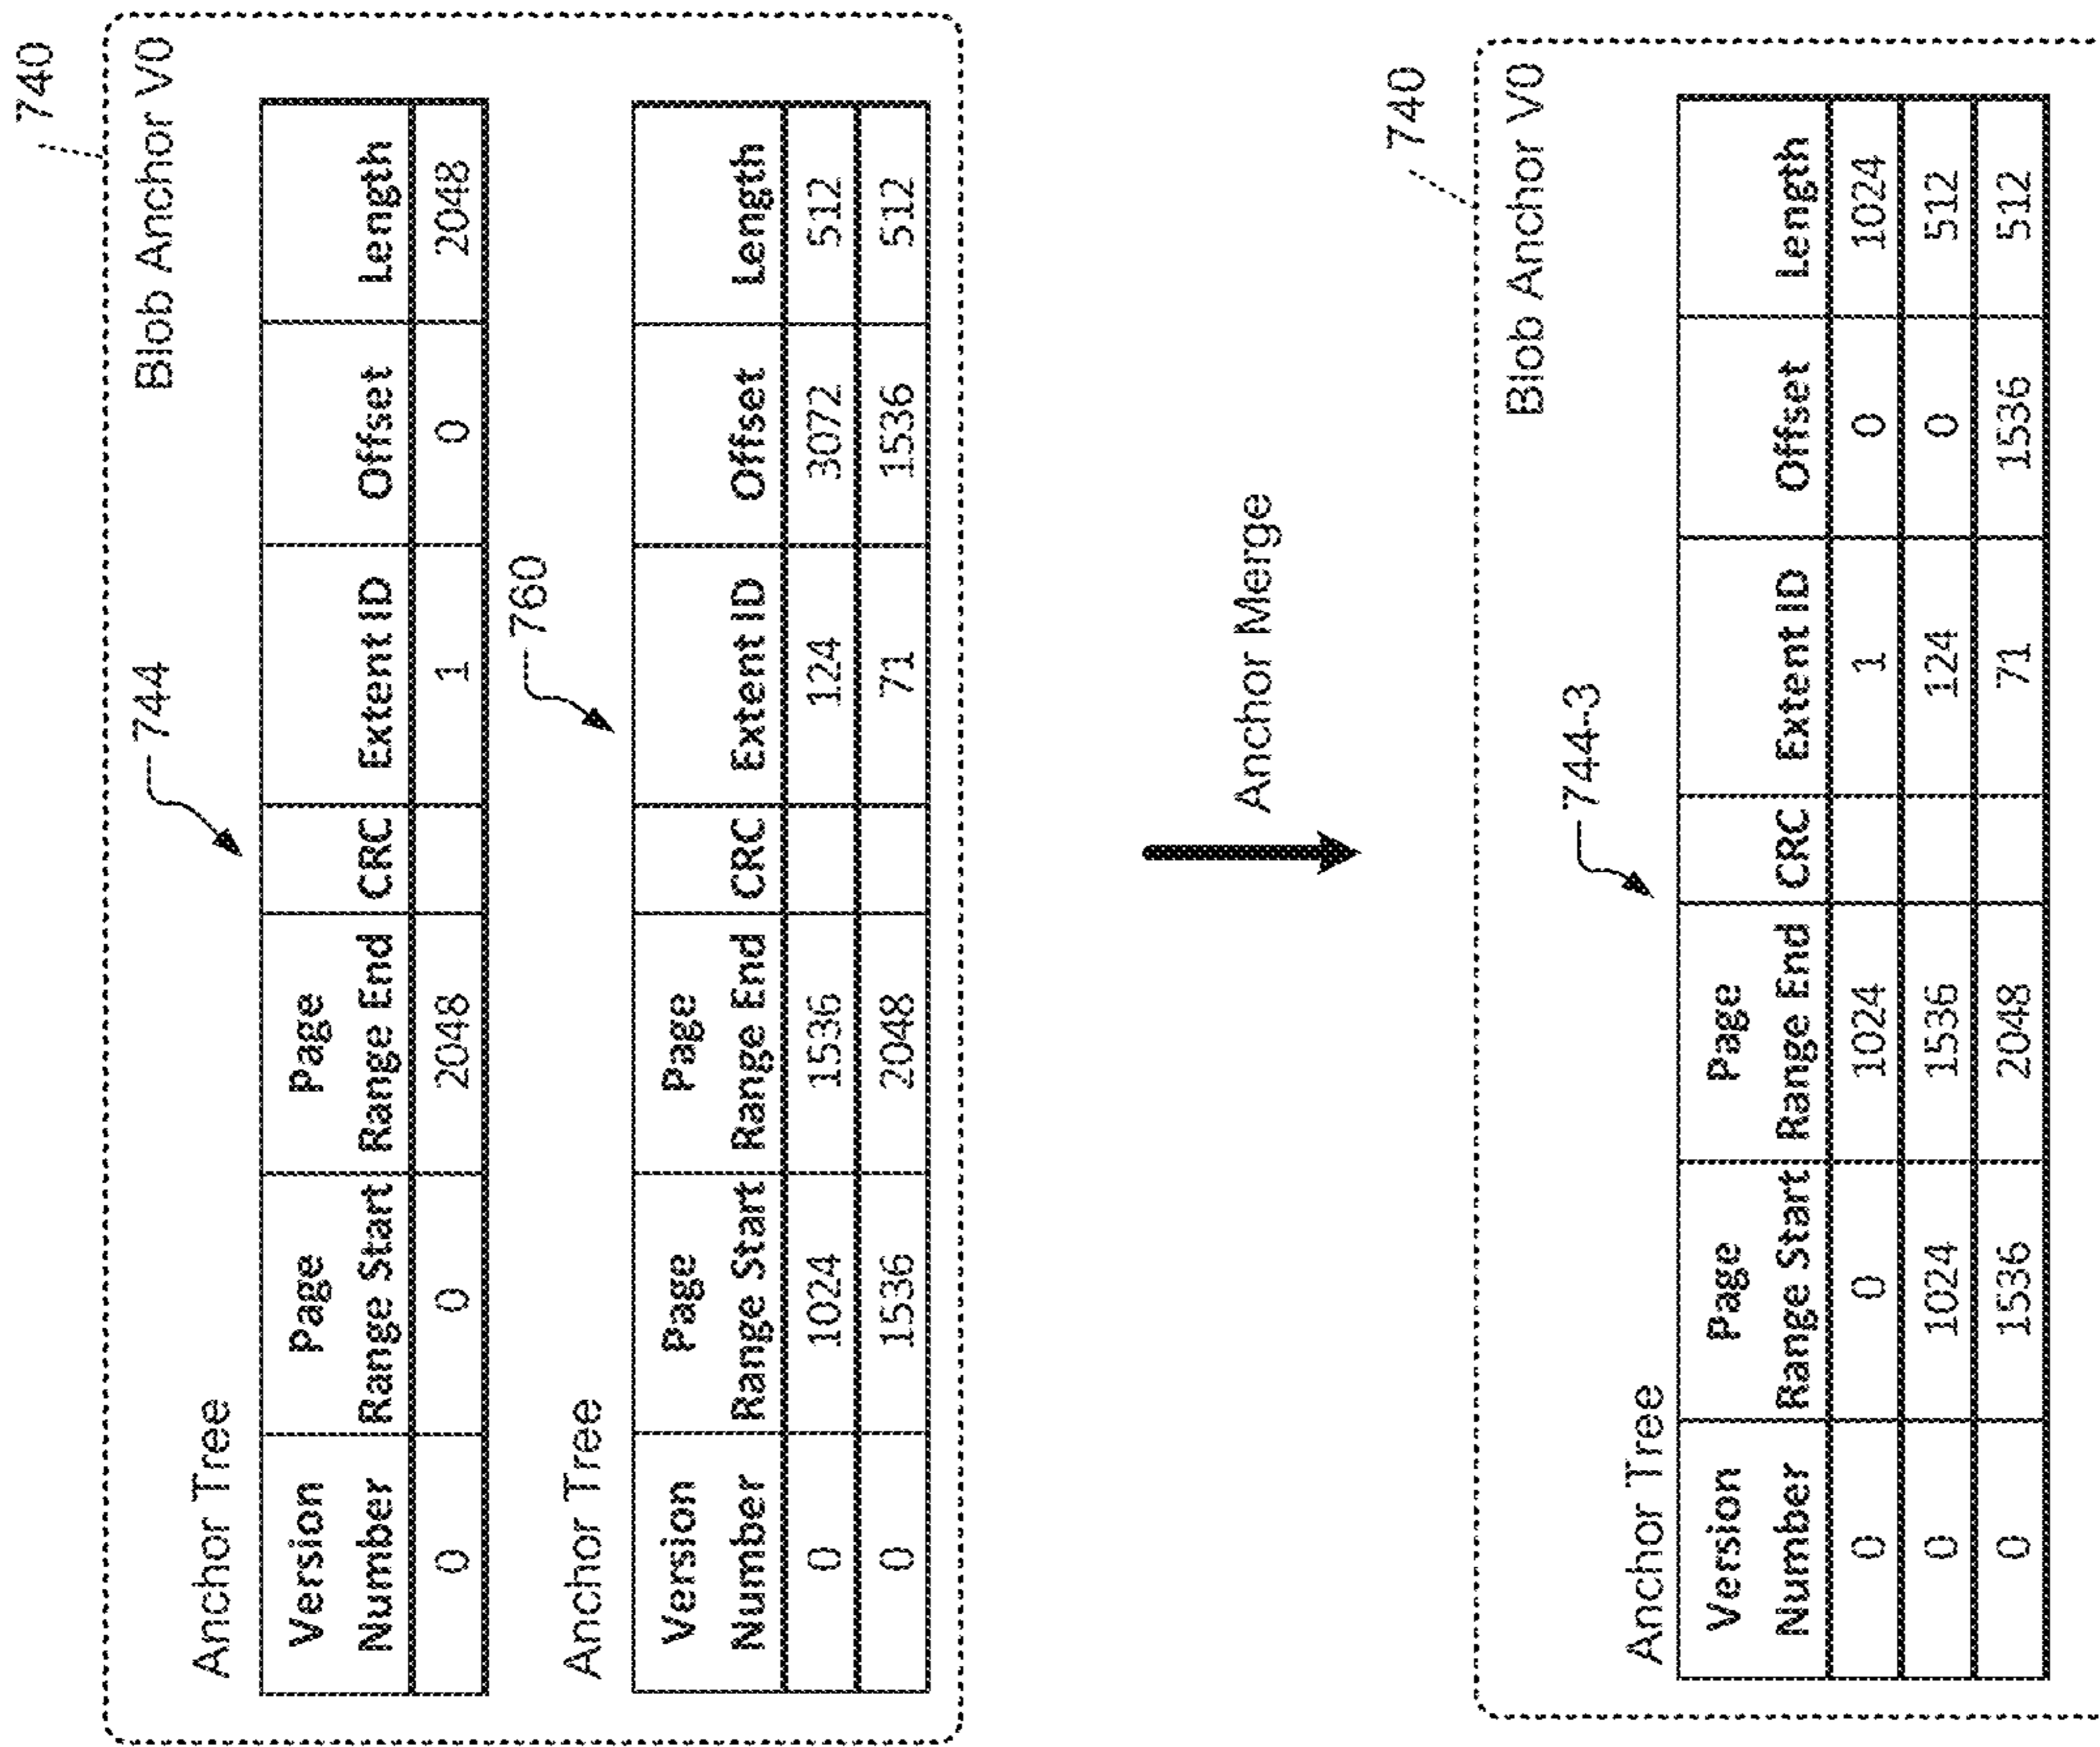 740
Blob Anchor V0
744
Anchor Tree
Version Number Page Range Start Page Range End CRC Extent ID Offset Length
0 0 2048 1 0 2048
760
Anchor Tree
Version Number Page Range Start Page Range End CRC Extent ID Offset Length
0 1024 1536 124 3072 512
0 1536 2048 71 1536 512
Anchor Merge
740
Blob Anchor V0
744-3
Anchor Tree
Version Number Page Range Start Page Range End CRC Extent ID Offset Length
0 0 1024 1 0 1024
0 1024 1536 124 0 512
0 1536 2048 71 1536 512